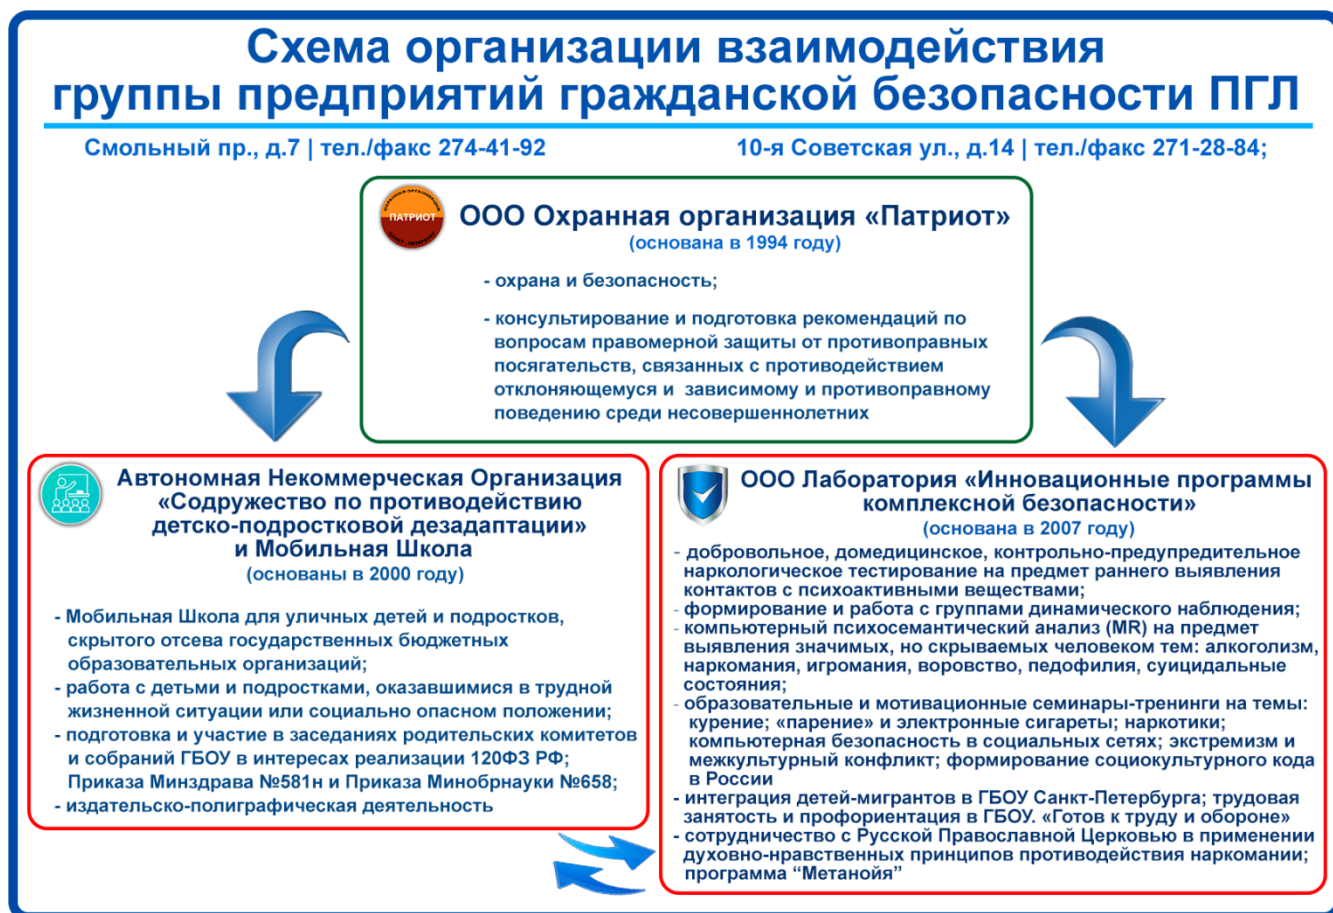 Схема организации взаимодействия
группы предприятий гражданской безопасности ПГЛ
Смольный пр., д.7 | тел./факс 274-41-92
10-я Советская ул., д.14 | тел./факс 271-28-84;
ОХРАННАЯ ОРГАНИЗАЦИЯ
ПАТРИОТ
САНКТ - ПЕТЕРБУРГ
ООО Охранная организация «Патриот»
(основана в 1994 году)
- охрана и безопасность;
- консультирование и подготовка рекомендаций по
вопросам правомерной защиты от противоправных
посягательств, связанных с противодействием
отклоняющемуся и зависимому и противоправному
поведению среди несовершеннолетних
Автономная Некоммерческая Организация
«Содружество по противодействию
детско-подростковой дезадаптации»
и Мобильная Школа
(основаны в 2000 году)
- Мобильная Школа для уличных детей и подростков,
скрытого отсева государственных бюджетных
образовательных организаций;
- работа с детьми и подростками, оказавшимися в трудной
жизненной ситуации или социально опасном положении;
- подготовка и участие в заседаниях родительских комитетов
и собраний ГБОУ в интересах реализации 120ФЗ РФ;
Приказа Минздрава №581н и Приказа Минобрнауки №658;
- издательско-полиграфическая деятельность
ООО Лаборатория «Инновационные программы
комплексной безопасности»
(основана в 2007 году)
- добровольное, домедицинское, контрольно-предупредительное
наркологическое тестирование на предмет раннего выявления
контактов с психоактивными веществами;
- формирование и работа с группами динамического наблюдения;
- компьютерный психосемантический анализ (MR) на предмет
выявления значимых, но скрываемых человеком тем: алкоголизм,
наркомания, игромания, воровство, педофилия, суицидальные
состояния;
- образовательные и мотивационные семинары-тренинги на темы:
курение; «парение» и электронные сигареты; наркотики;
компьютерная безопасность в социальных сетях; экстремизм и
межкультурный конфликт; формирование социокультурного кода
в России
- интеграция детей-мигрантов в ГБОУ Санкт-Петербурга; трудовая
занятость и профориентация в ГБОУ. «Готов к труду и обороне»
- сотрудничество с Русской Православной Церковью в применении
духовно-нравственных принципов противодействия наркомании;
программа “Метанойя”